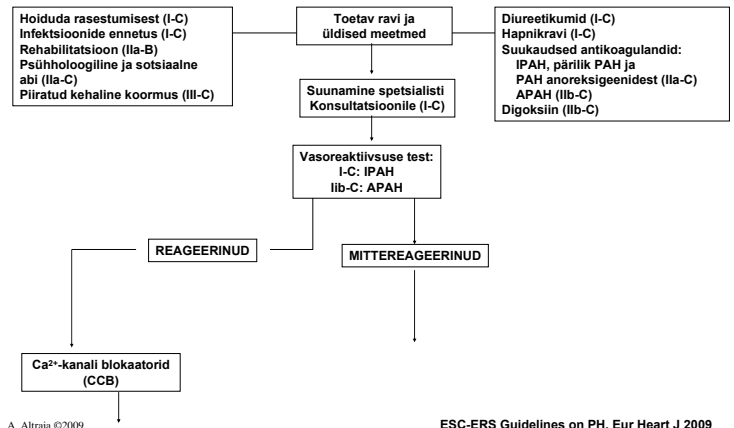 Hoiduda rasestumisest (I-C)
Infektsioonide ennetus (I-C)
Rehabilitatsioon (IIa-B)
Psühholoogiline ja sotsiaalne
abi (IIa-C)
Piiratud kehaline koormus (III-C)
Toetav ravi ja
üldised meetmed
Diureetikumid (I-C)
Hapnikravi (I-C)
Suukaudsed antikoagulandid:
IPAH, pärilik PAH ja
PAH anoreksigeenidest (IIa-C)
APAH (IIb-C)
Digoksiin (IIb-C)
Suunamine spetsialisti
Konsultatsioonile (I-C)
Vasoreaktiivsuse test:
I-C: IPAH
Iib-C: APAH
REAGEERINUD
MITTEREAGEERINUD
Ca²⁺-kanali blokaatorid
(CCB)
A. Altraja ©2009
ESC-ERS Guidelines on PH, Eur Heart J 2009